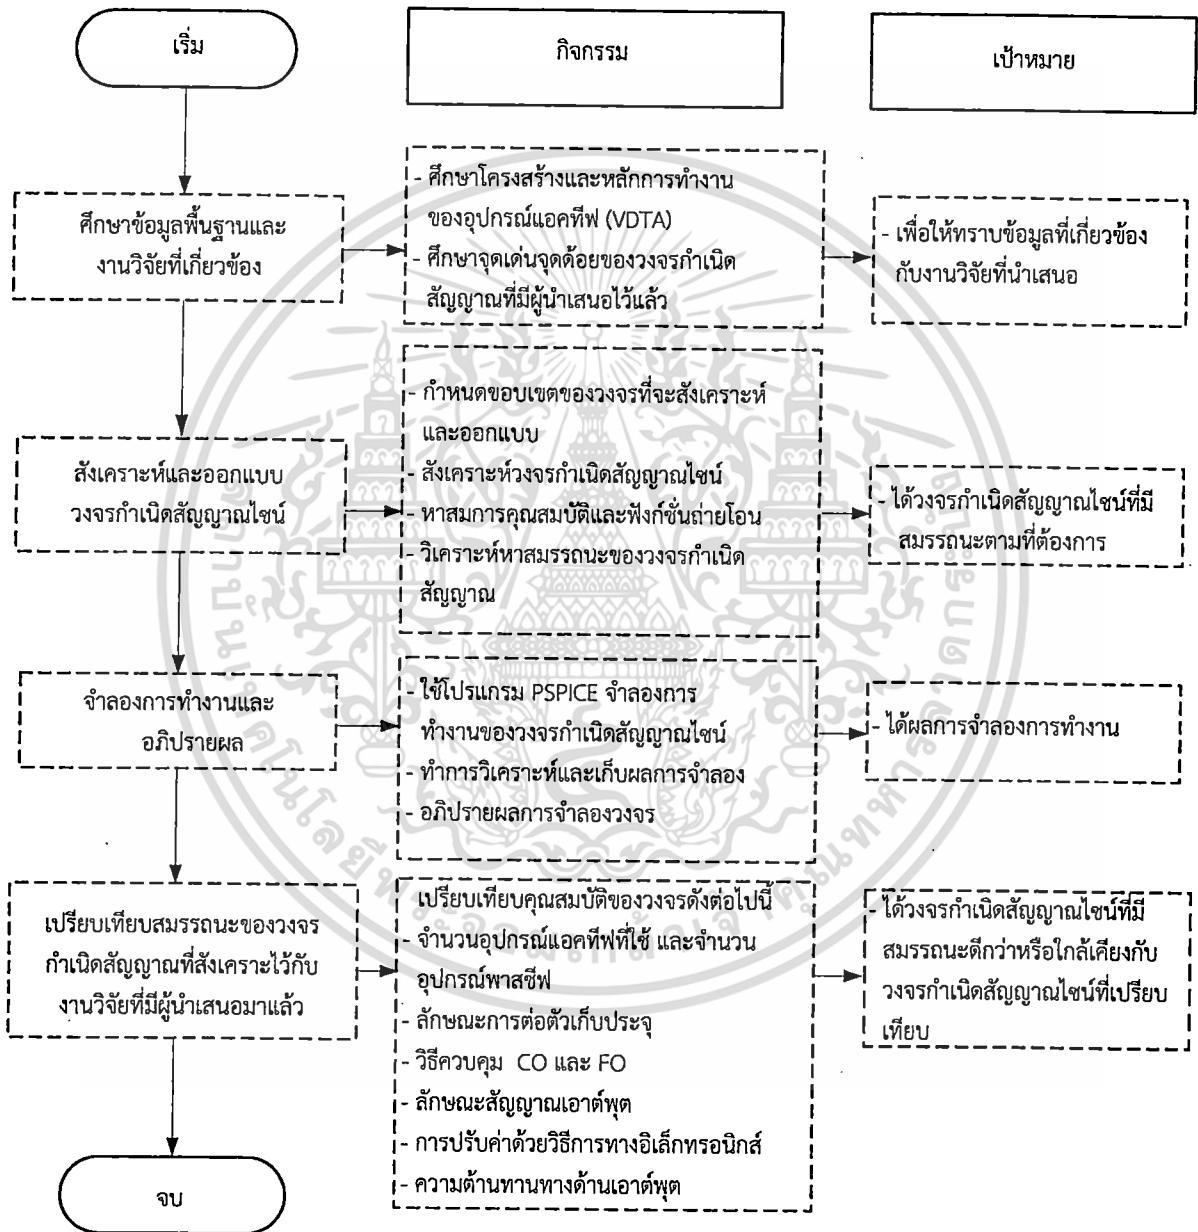 เริ่ม
กิจกรรม
เป้าหมาย
ศึกษาข้อมูลพื้นฐานและ
งานวิจัยที่เกี่ยวข้อง
- ศึกษาโครงสร้างและหลักการทำงาน
ของอุปกรณ์แอคทีฟ (VDTA)
- ศึกษาจุดเด่นจุดด้อยของวงจรกำเนิด
สัญญาณที่มีผู้นำเสนอไว้แล้ว
- เพื่อให้ทราบข้อมูลที่เกี่ยวข้อง
กับงานวิจัยที่นำเสนอ
สังเคราะห์และออกแบบ
วงจรกำเนิดสัญญาณไซน์
- กำหนดขอบเขตของวงจรที่จะสังเคราะห์
และออกแบบ
- สังเคราะห์วงจรกำเนิดสัญญาณไซน์
- หาสมการคุณสมบัติและฟังก์ชั่นถ่ายโอน
- วิเคราะห์หาสมรรถนะของวงจรกำเนิด
สัญญาณ
- ได้วงจรกำเนิดสัญญาณไซน์ที่มี
สมรรถนะตามที่ต้องการ
จำลองการทำงานและ
อภิปรายผล
- ใช้โปรแกรม PSPICE จำลองการ
ทำงานของวงจรกำเนิดสัญญาณไซน์
- ทำการวิเคราะห์และเก็บผลการจำลอง
- อภิปรายผลการจำลองวงจร
- ได้ผลการจำลองการทำงาน
เปรียบเทียบสมรรถนะของวงจร
กำเนิดสัญญาณที่สังเคราะไว้กับ
งานวิจัยที่มีผู้นำเสนอมาแล้ว
เปรียบเทียบคุณสมบัติของวงจรดังต่อไปนี้
- จำนวนอุปกรณ์แอคทีฟที่ใช้ และจำนวน
อุปกรณ์พาสซีฟ
- ลักษณะการต่อตัวเก็บประจุ
- วิธีควบคุม CO และ FO
- ลักษณะสัญญาณเอาต์พุต
- การปรับค่าด้วยวิธีการทางอิเล็กทรอนิกส์
- ความต้านทานทางด้านเอาต์พุต
- ได้วงจรกำเนิดสัญญาณไซน์ที่มี
สมรรถนะดีกว่าหรือใกล้เคียงกับ
วงจรกำเนิดสัญญาณไซน์ที่เปรียบ
เทียบ
จบ
สถาบันเทคโนโลยีพระจอมเกล้าเจ้าคุณทหารลาดกระบัง